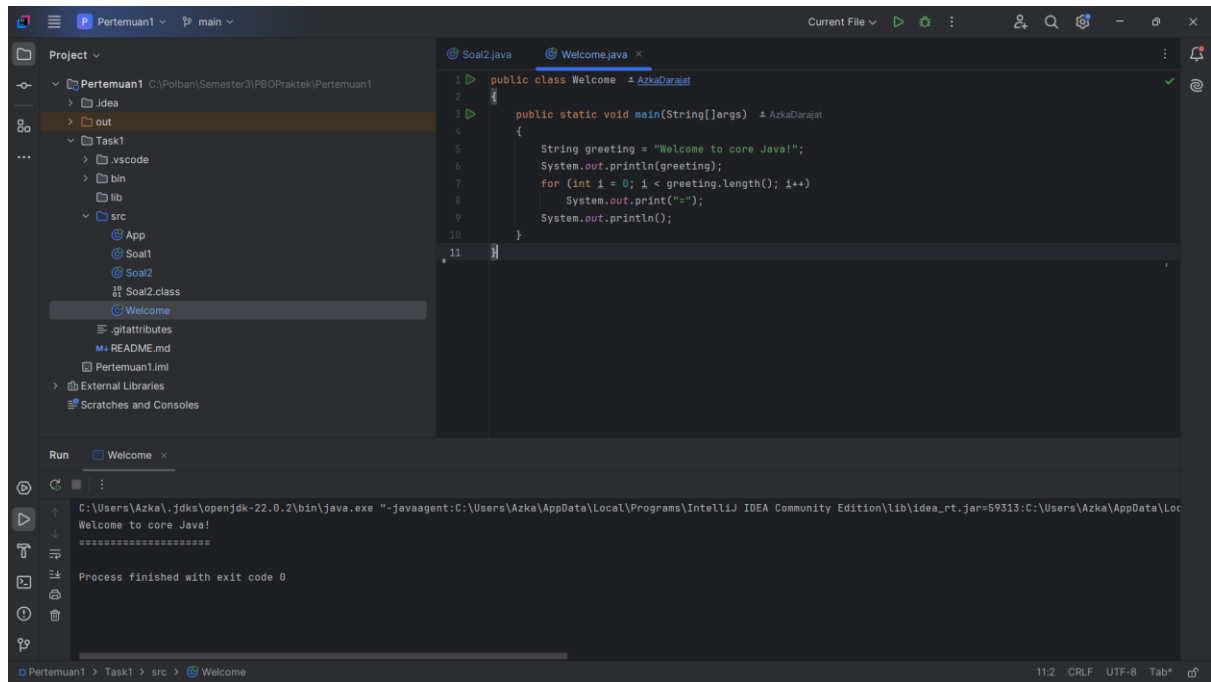 P Pertemuan1 main Current File
Project
Pertemuan1 C:\Polban\Semester3\PBOPraktek\Pertemuan1
.idea
out
Task1
.vscode
bin
lib
src
App
Soal1
Soal2
Soal2.class
Welcome
.gitattributes
M↓ README.md
Pertemuan1.iml
External Libraries
Scratches and Consoles
Soal2.java Welcome.java
1 public class Welcome AzkaDarajat
2 {
3 public static void main(String[]args) AzkaDarajat
4 {
5 String greeting = "Welcome to core Java!";
6 System.out.println(greeting);
7 for (int i = 0; i < greeting.length(); i++)
8 System.out.print("=");
9 System.out.println();
10 }
11 }
Run Welcome
C:\Users\Azka\.jdks\openjdk-22.0.2\bin\java.exe "-javaagent:C:\Users\Azka\AppData\Local\Programs\IntelliJ IDEA Community Edition\lib\idea_rt.jar=59313:C:\Users\Azka\AppData\Loc
Welcome to core Java!
=====================
Process finished with exit code 0
Pertemuan1 > Task1 > src > Welcome 11:2 CRLF UTF-8 Tab*